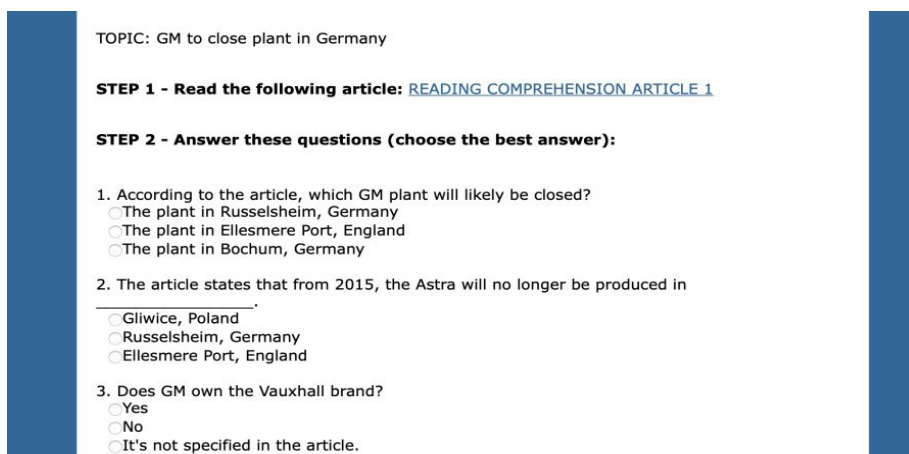 TOPIC: GM to close plant in Germany
STEP 1 - Read the following article: READING COMPREHENSION ARTICLE 1
STEP 2 - Answer these questions (choose the best answer):
1. According to the article, which GM plant will likely be closed?
The plant in Russelsheim, Germany
The plant in Ellesmere Port, England
The plant in Bochum, Germany
2. The article states that from 2015, the Astra will no longer be produced in
_________________.
Gliwice, Poland
Russelsheim, Germany
Ellesmere Port, England
3. Does GM own the Vauxhall brand?
Yes
No
It's not specified in the article.